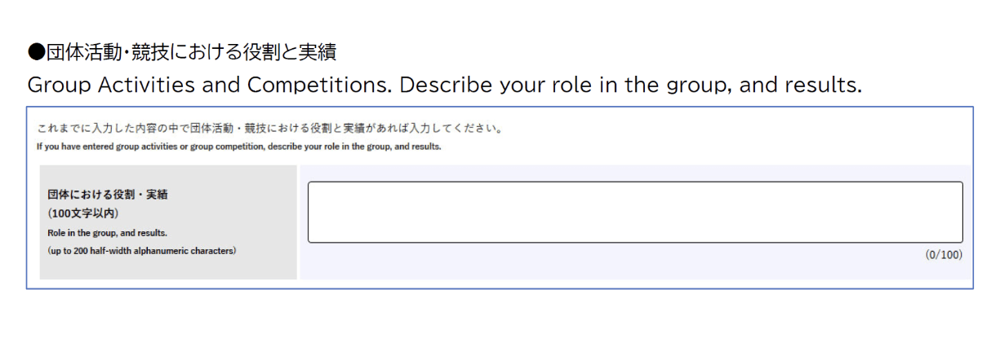 ●団体活動・競技における役割と実績
Group Activities and Competitions. Describe your role in the group, and results.
これまでに入力した内容の中で団体活動・競技における役割と実績があれば入力してください。
If you have entered group activities or group competition, describe your role in the group, and results.
団体における役割・実績
(100文字以内)
Role in the group, and results.
(up to 200 half-width alphanumeric characters)
(0/100)